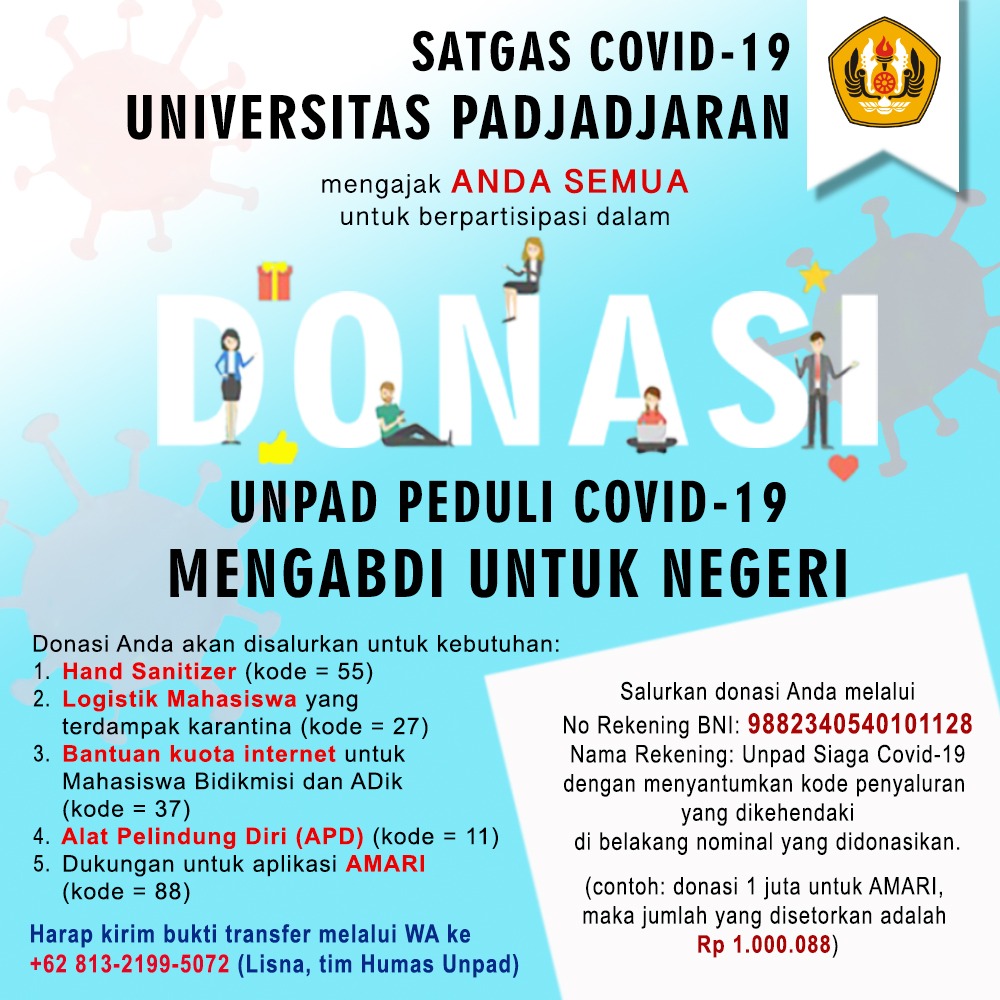 SATGAS COVID-19
UNIVERSITAS PADJADJARAN
mengajak ANDA SEMUA
untuk berpartisipasi dalam
DONASI
UNPAD PEDULI COVID-19
MENGABDI UNTUK NEGERI
Donasi Anda akan disalurkan untuk kebutuhan:
1. Hand Sanitizer (kode = 55)
2. Logistik Mahasiswa yang
terdampak karantina (kode = 27)
3. Bantuan kuota internet untuk
Mahasiswa Bidikmisi dan ADik
(kode = 37)
4. Alat Pelindung Diri (APD) (kode = 11)
5. Dukungan untuk aplikasi AMARI
(kode = 88)
Harap kirim bukti transfer melalui WA ke
+62 813-2199-5072 (Lisna, tim Humas Unpad)
Salurkan donasi Anda melalui
No Rekening BNI: 9882340540101128
Nama Rekening: Unpad Siaga Covid-19
dengan menyantumkan kode penyaluran
yang dikehendaki
di belakang nominal yang didonasikan.
(contoh: donasi 1 juta untuk AMARI,
maka jumlah yang disetorkan adalah
Rp 1.000.088)